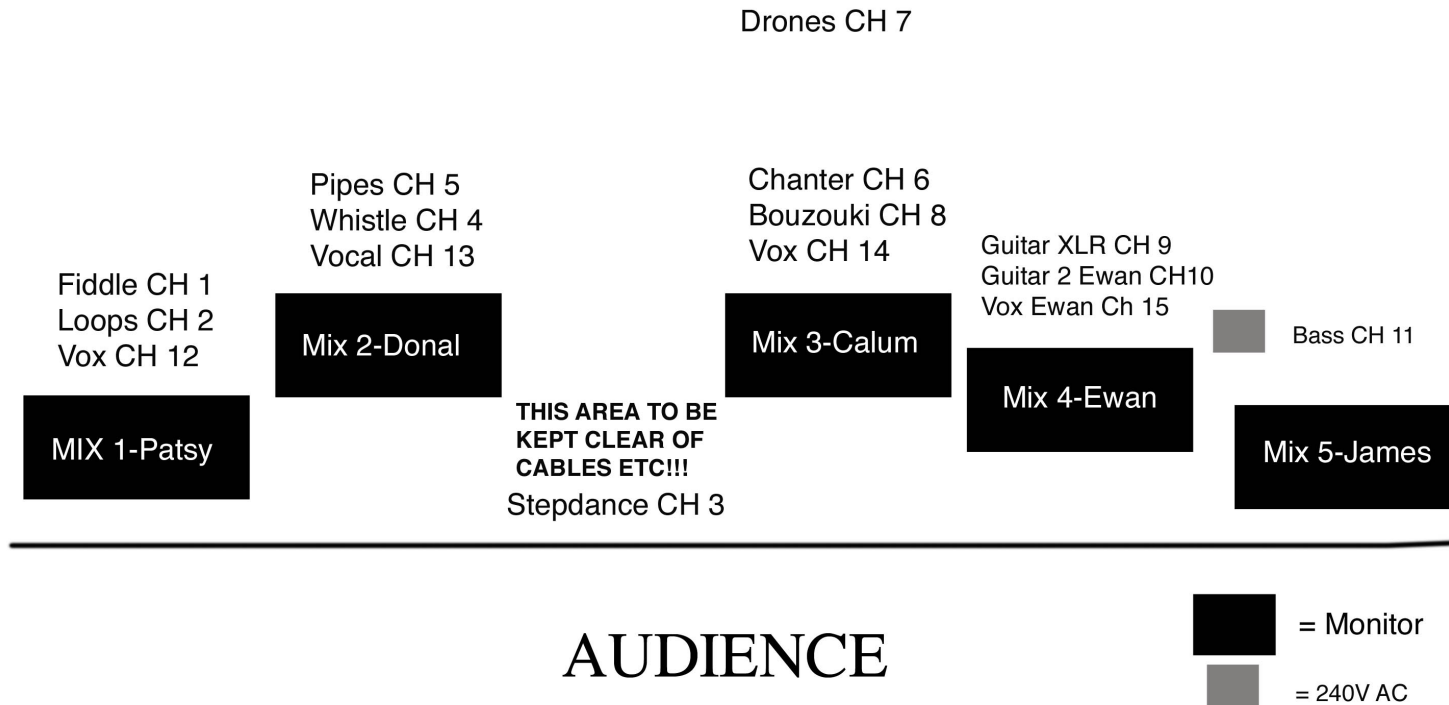 Drones CH 7
Pipes CH 5
Whistle CH 4
Vocal CH 13
Chanter CH 6
Bouzouki CH 8
Vox CH 14
Guitar XLR CH 9
Guitar 2 Ewan CH10
Vox Ewan Ch 15
Fiddle CH 1
Loops CH 2
Vox CH 12
Bass CH 11
MIX 1-Patsy
Mix 2-Donal
Mix 3-Calum
Mix 4-Ewan
Mix 5-James
THIS AREA TO BE
KEPT CLEAR OF
CABLES ETC!!!
Stepdance CH 3
AUDIENCE
= Monitor
= 240V AC